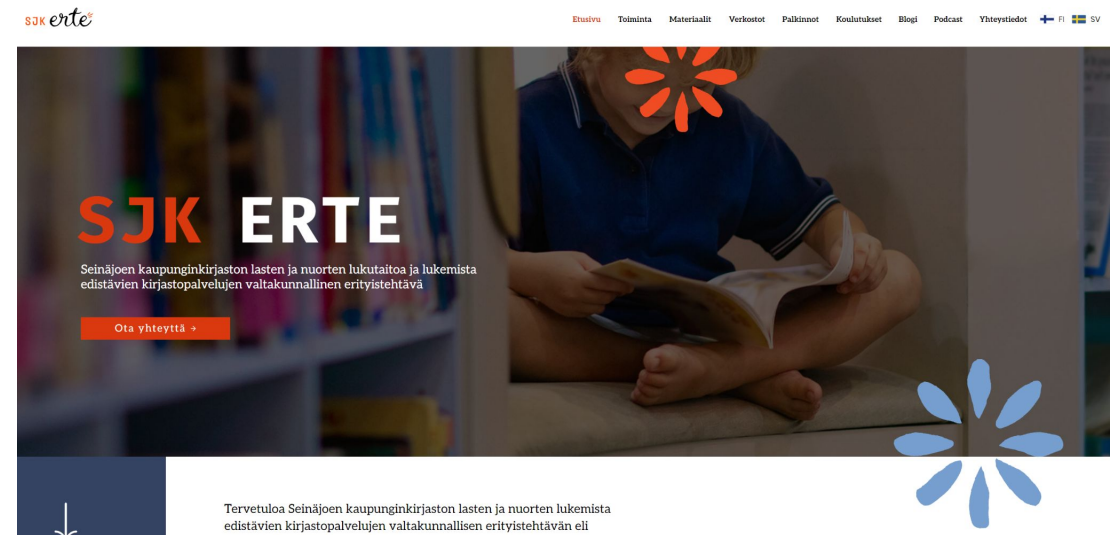 SJK erte
Etusivu Toiminta Materiaalit Verkostot Palkinnot Koulutukset Blogi Podcast Yhteystiedot FI SV
SJK ERTE
Seinäjoen kaupunginkirjaston lasten ja nuorten lukutaitoa ja lukemista
edistävien kirjastopalvelujen valtakunnallinen erityistehtävä
Ota yhteyttä →
Tervetuloa Seinäjoen kaupunginkirjaston lasten ja nuorten lukemista
edistävien kirjastopalvelujen valtakunnallisen erityistehtävän eli